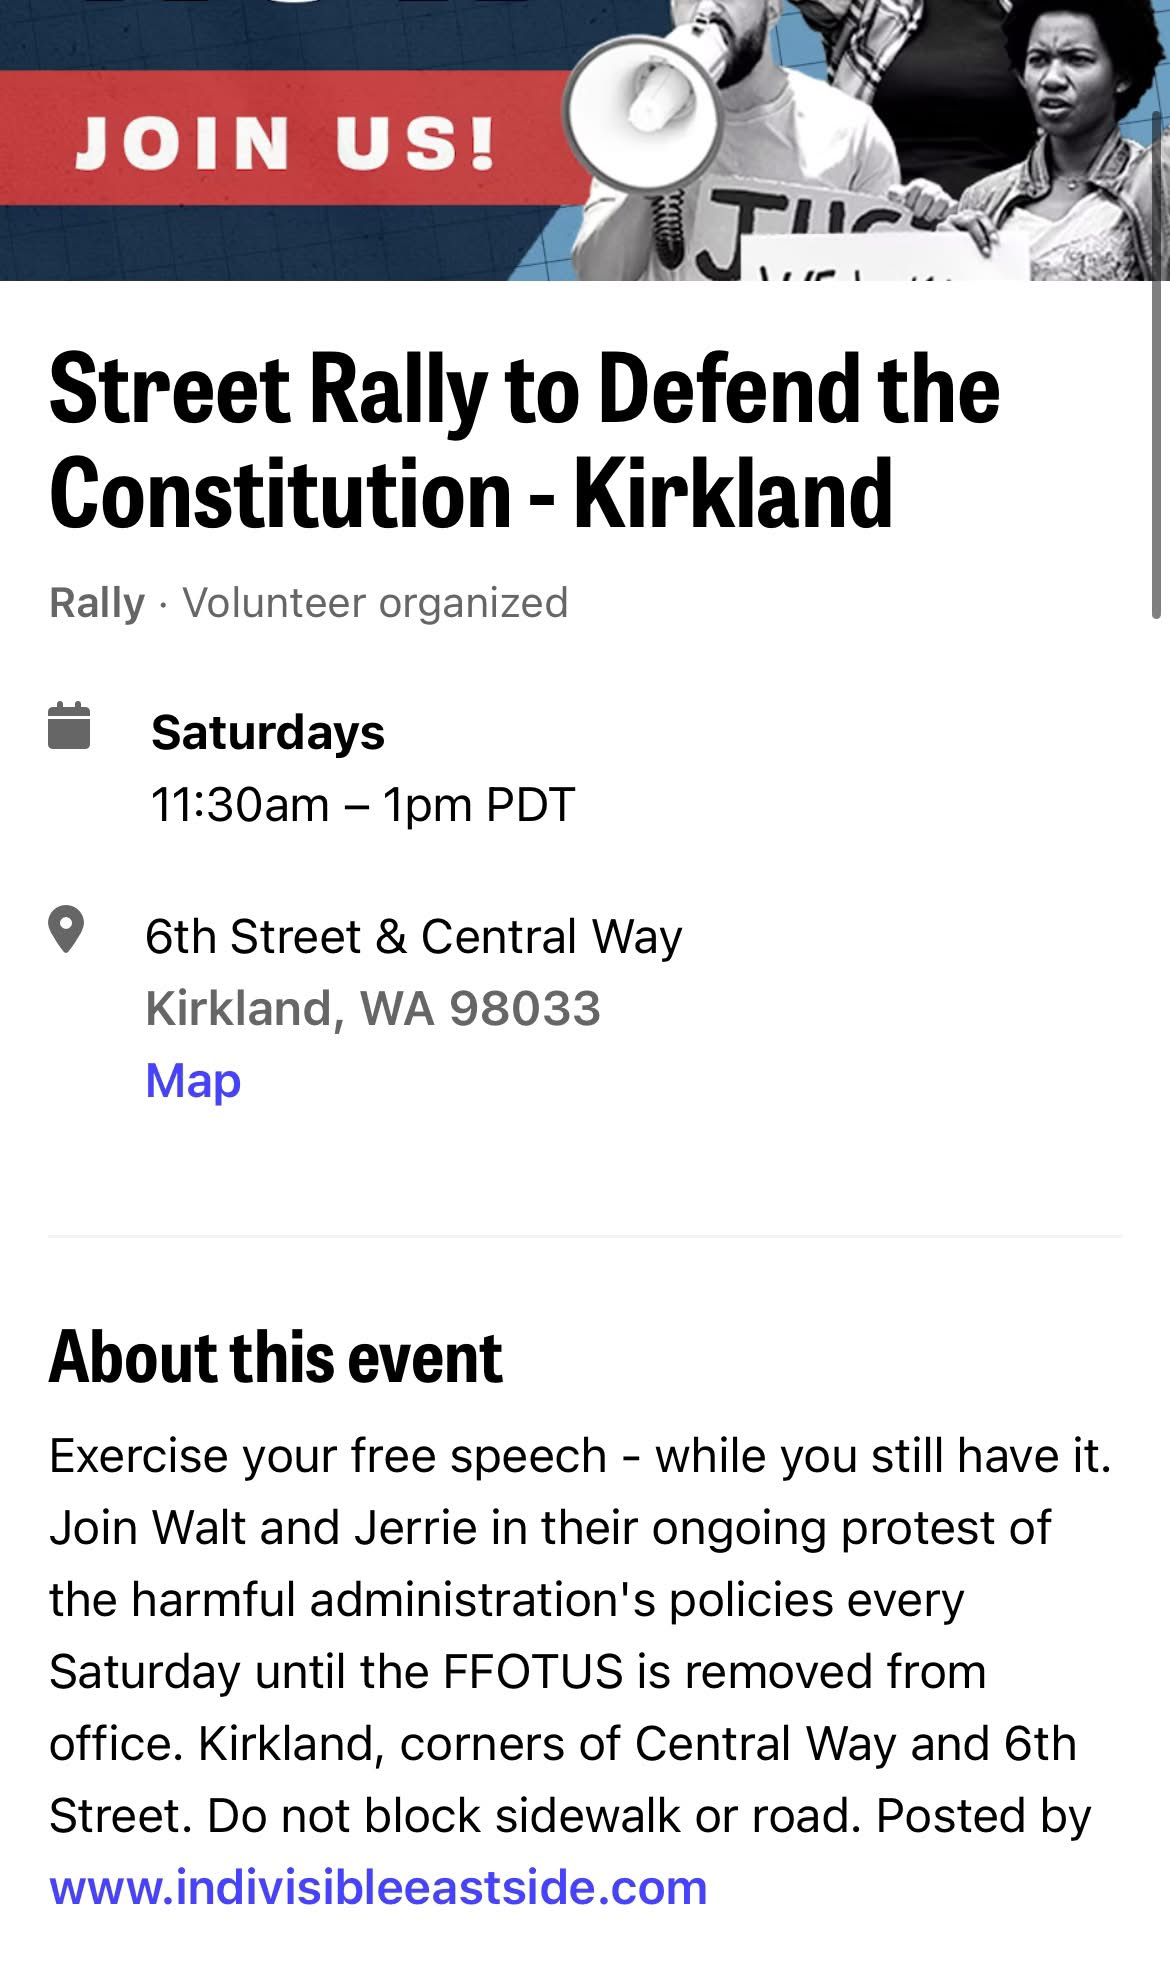 JOIN US!
Street Rally to Defend the
Constitution - Kirkland
Rally · Volunteer organized
Saturdays
11:30am – 1pm PDT
6th Street & Central Way
Kirkland, WA 98033
Map
About this event
Exercise your free speech - while you still have it.
Join Walt and Jerrie in their ongoing protest of
the harmful administration's policies every
Saturday until the FFOTUS is removed from
office. Kirkland, corners of Central Way and 6th
Street. Do not block sidewalk or road. Posted by
www.indivisibleeastside.com